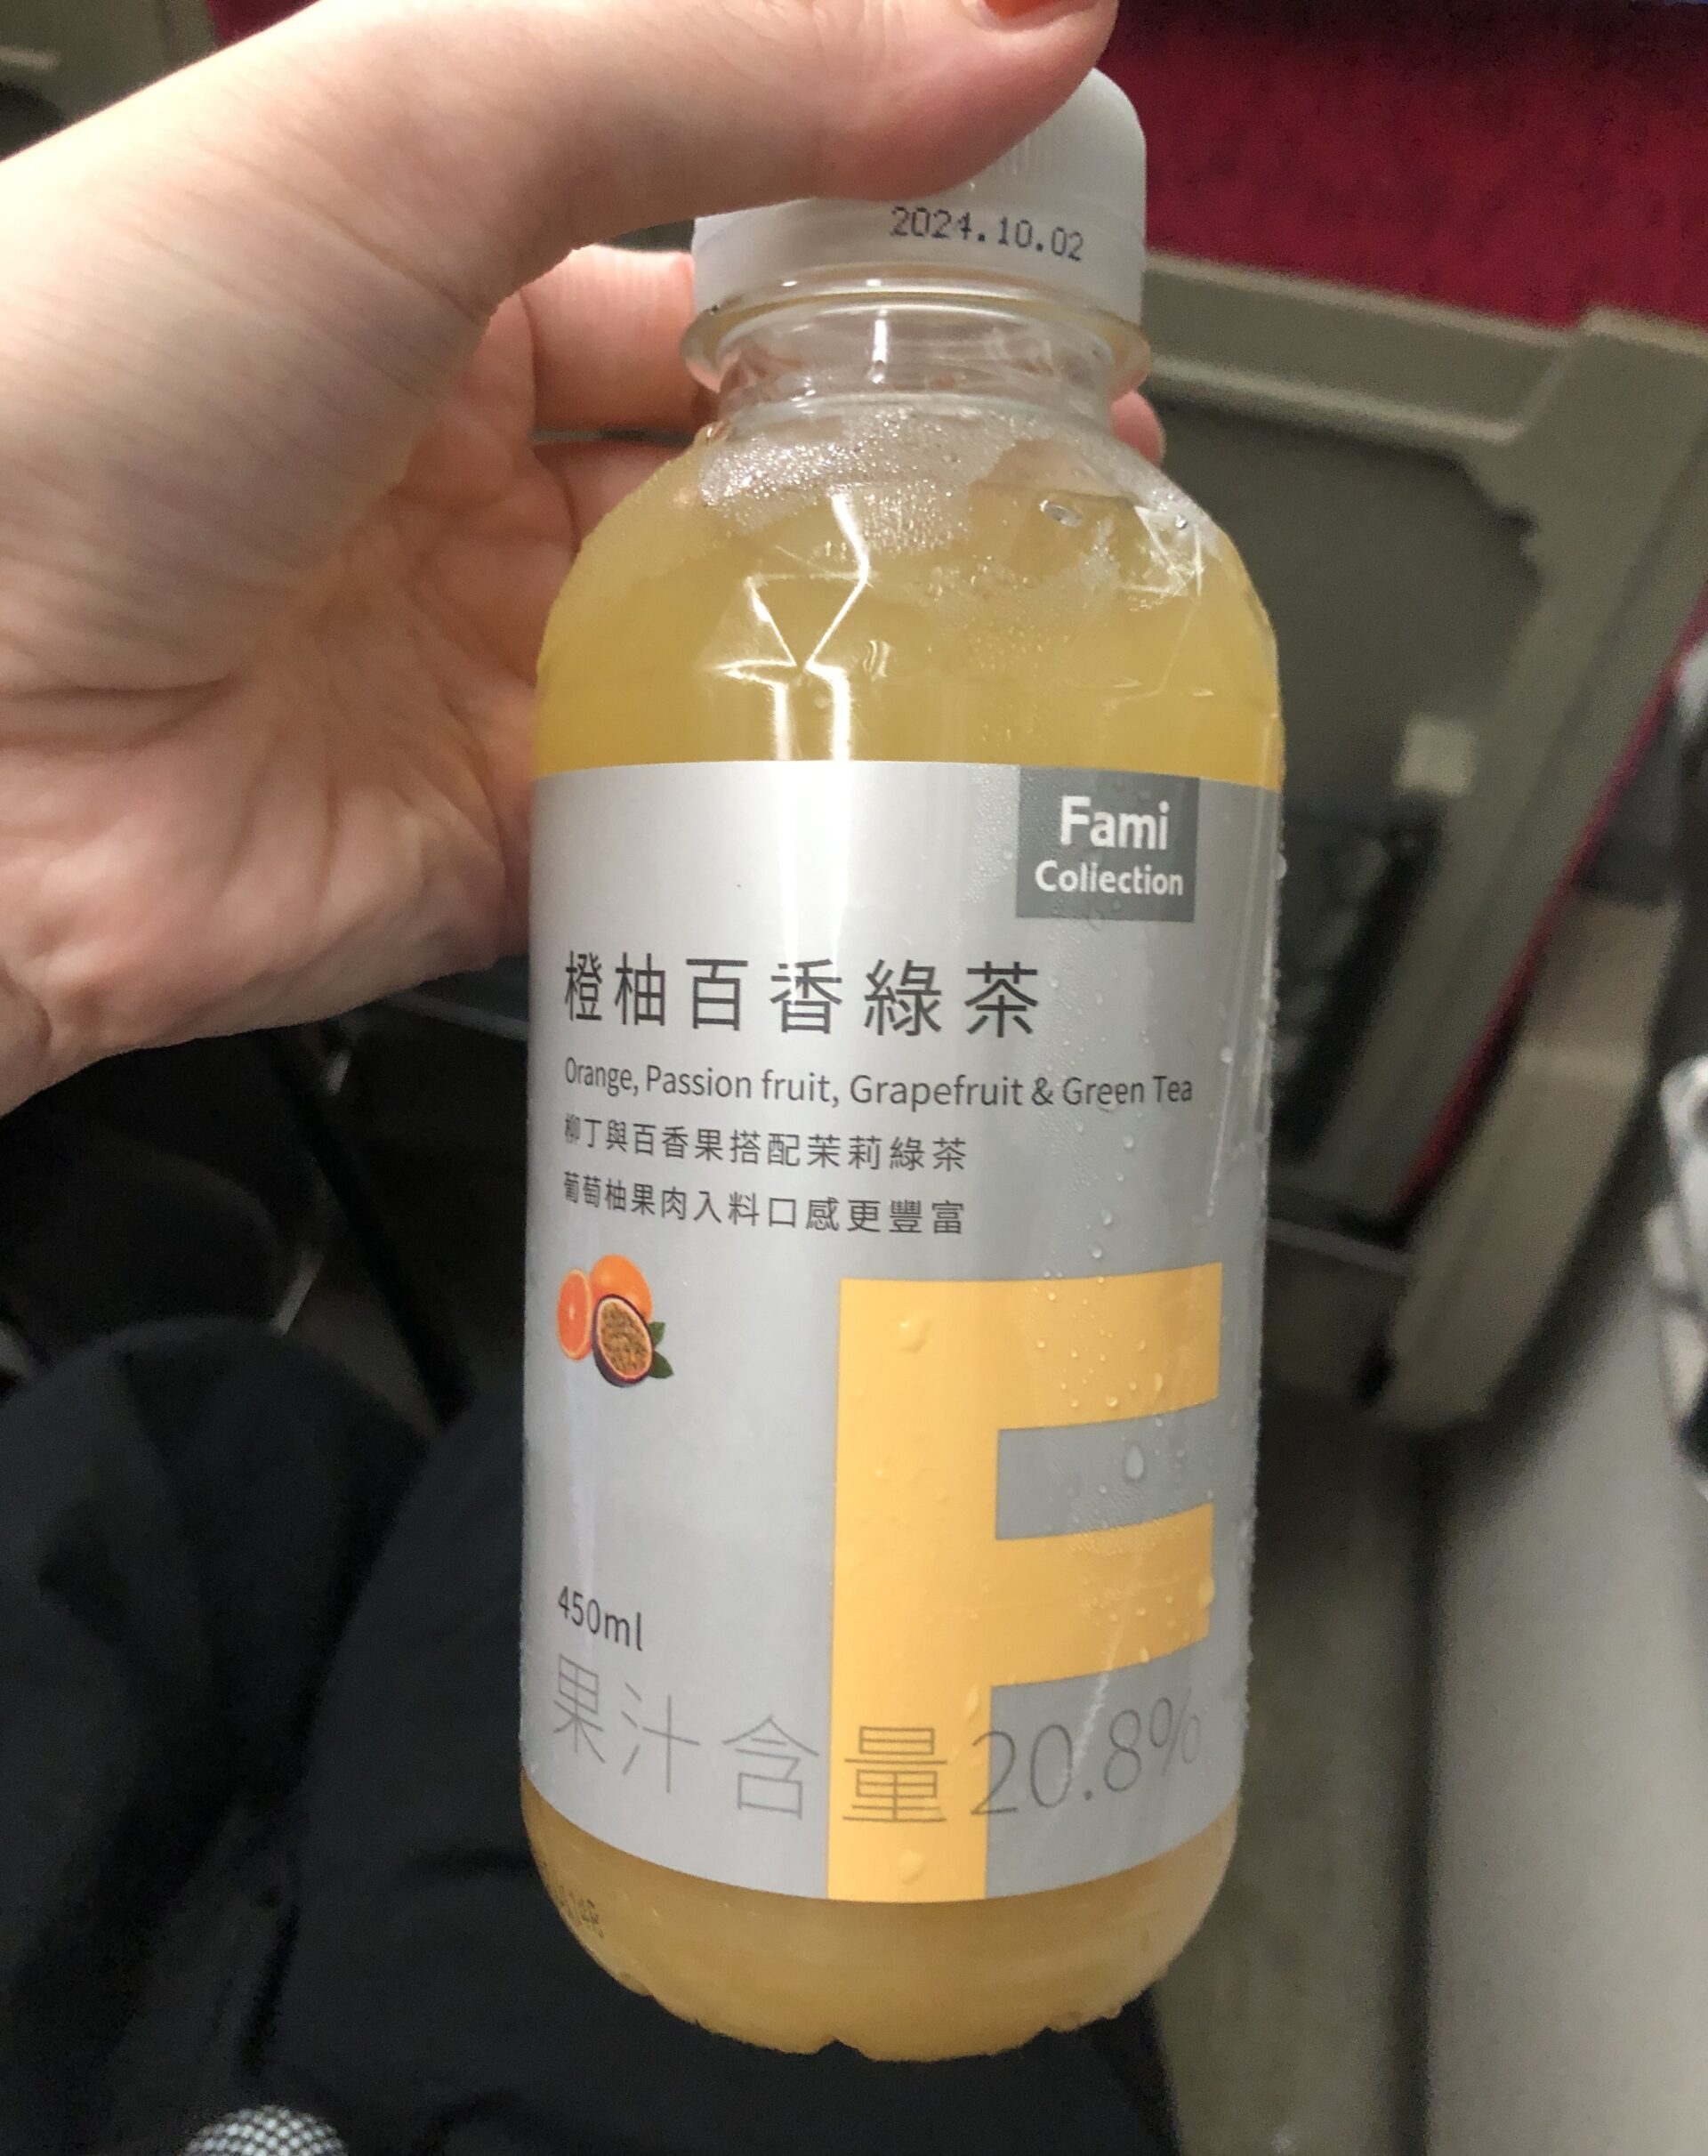 2024.10.02
Fami
Collection
橙柚百香綠茶
Orange, Passion fruit, Grapefruit & Green Tea
柳丁與百香果搭配茉莉綠茶
葡萄柚果肉入料口感更豐富
450ml
果汁含量20.8%